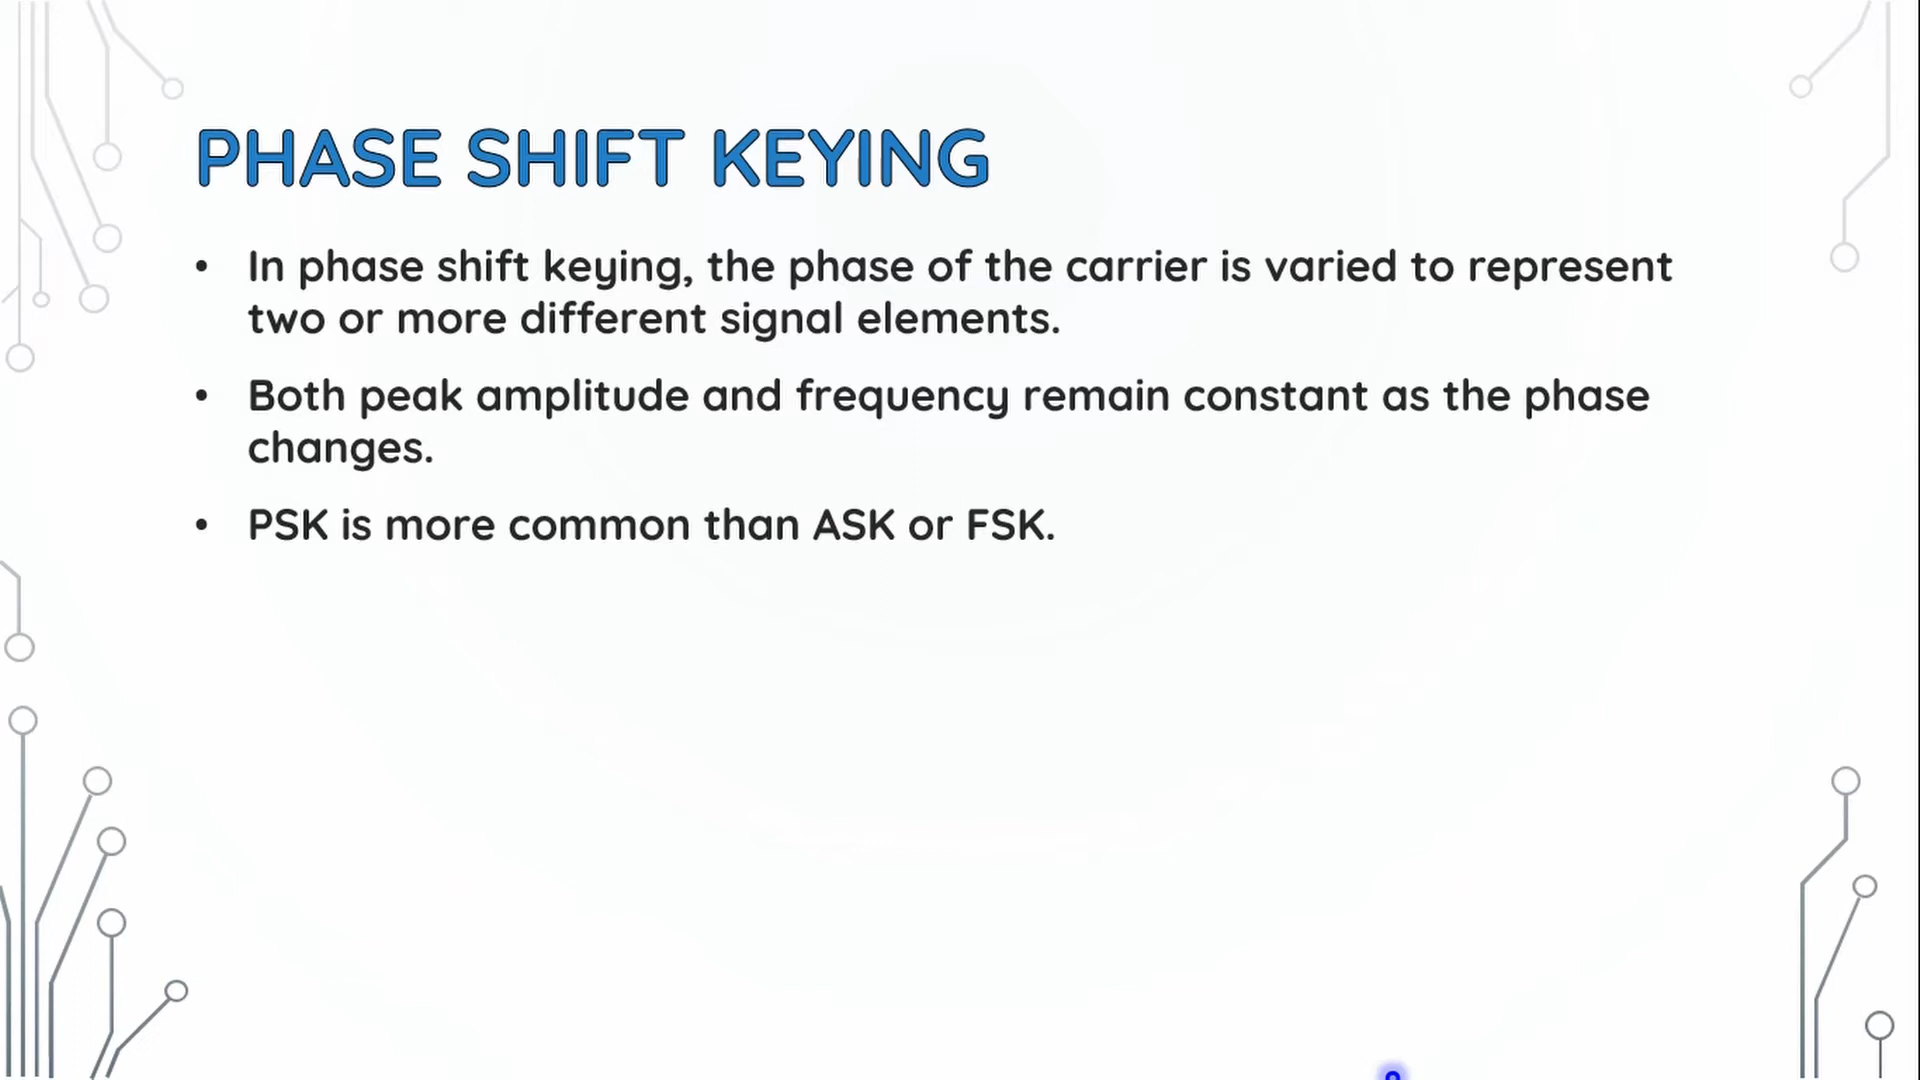 PHASE SHIFT KEYING
• In phase shift keying, the phase of the carrier is varied to represent
two or more different signal elements.
• Both peak amplitude and frequency remain constant as the phase
changes.
• PSK is more common than ASK or FSK.